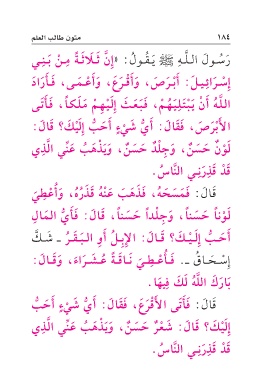 ١٨٤
متون طالب العلم
رَسُولَ اللَّهِ ﷺ يَقُولُ: «إِنَّ ثَلَاثَةً مِنْ بَنِي
إِسْرَائِيلَ: أَبْرَصَ، وَأَقْرَعَ، وَأَعْمَى، فَأَرَادَ
اللَّهُ أَنْ يَبْتَلِيَهُمْ، فَبَعَثَ إِلَيْهِمْ مَلَكاً، فَأَتَى
الأَبْرَصَ، فَقَالَ: أَيُّ شَيْءٍ أَحَبُّ إِلَيْكَ؟ قَالَ:
لَوْنٌ حَسَنٌ، وَجِلْدٌ حَسَنٌ، وَيَذْهَبُ عَنِّي الَّذِي
قَدْ قَذِرَنِي النَّاسُ.
قَالَ: فَمَسَحَهُ، فَذَهَبَ عَنْهُ قَذَرُهُ، وَأُعْطِيَ
لَوْناً حَسَناً، وَجِلْداً حَسَناً، قَالَ: فَأَيُّ المَالِ
أَحَبُّ إِلَيْكَ؟ قَالَ: الإِبِلُ أَوِ البَقَرُ ـ شَكَّ
إِسْحَاقُ ـ. فَأُعْطِيَ نَاقَةً عُشَرَاءَ، وَقَالَ:
بَارَكَ اللَّهُ لَكَ فِيهَا.
قَالَ: فَأَتَى الأَقْرَعَ، فَقَالَ: أَيُّ شَيْءٍ أَحَبُّ
إِلَيْكَ؟ قَالَ: شَعْرٌ حَسَنٌ، وَيَذْهَبُ عَنِّي الَّذِي
قَدْ قَذِرَنِي النَّاسُ.